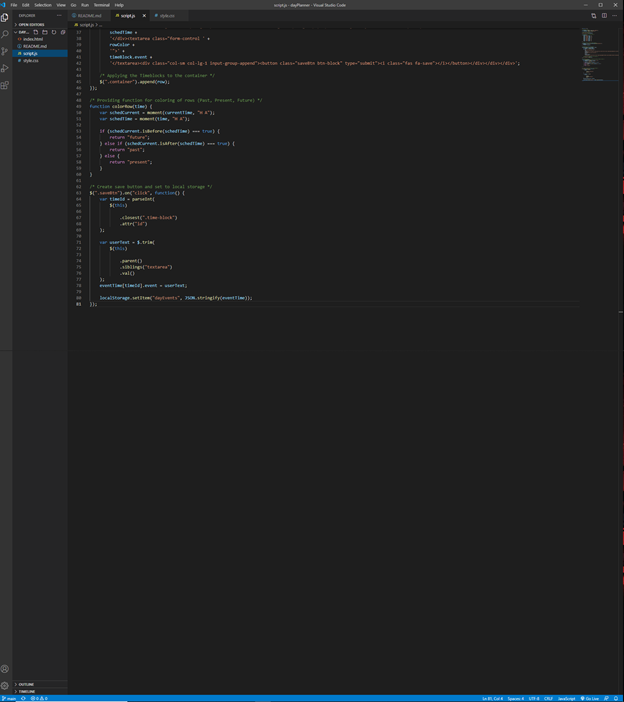 File Edit Selection View Go Run Terminal Help
script.js - dayPlanner - Visual Studio Code
EXPLORER
README.md
script.js
style.css
OPEN EDITORS
script.js > ...
index.html
README.md
script.js
style.css
37 schedTime +
38 '</div><textarea class="form-control ' +
39 rowColor +
40 '">' +
41 timeBlock.event +
42 '</textarea><div class="col-sm col-lg-1 input-group-append"><button class="saveBtn btn-block" type="submit"><i class="fas fa-save"></i></button></div></div></div>';
43
44 /* Applying the Timeblocks to the container */
45 $(".container").append(row);
46 });
47
48 /* Providing function for coloring of rows (Past, Present, Future) */
49 function colorRow(time) {
50 var schedCurrent = moment(currentTime, "H A");
51 var schedTime = moment(time, "H A");
52
53 if (schedCurrent.isBefore(schedTime) === true) {
54 return "future";
55 } else if (schedCurrent.isAfter(schedTime) === true) {
56 return "past";
57 } else {
58 return "present";
59 }
60 }
61
62 /* Create save button and set to local storage */
63 $(".saveBtn").on("click", function() {
64 var timeId = parseInt(
65 $(this)
66
67 .closest(".time-block")
68 .attr("id")
69 );
70
71 var userText = $.trim(
72 $(this)
73
74 .parent()
75 .siblings("textarea")
76 .val()
77 );
78 eventTime[timeId].event = userText;
79
80 localStorage.setItem("dayEvents", JSON.stringify(eventTime));
81 });
OUTLINE
TIMELINE
main
0 0
Ln 81, Col 4
Spaces: 4
UTF-8
CRLF
JavaScript
Go Live